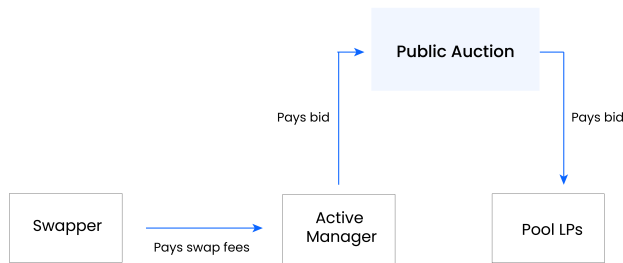 Public Auction
Pays bid
Pays bid
Swapper
Pays swap fees
Active
Manager
Pool LPs